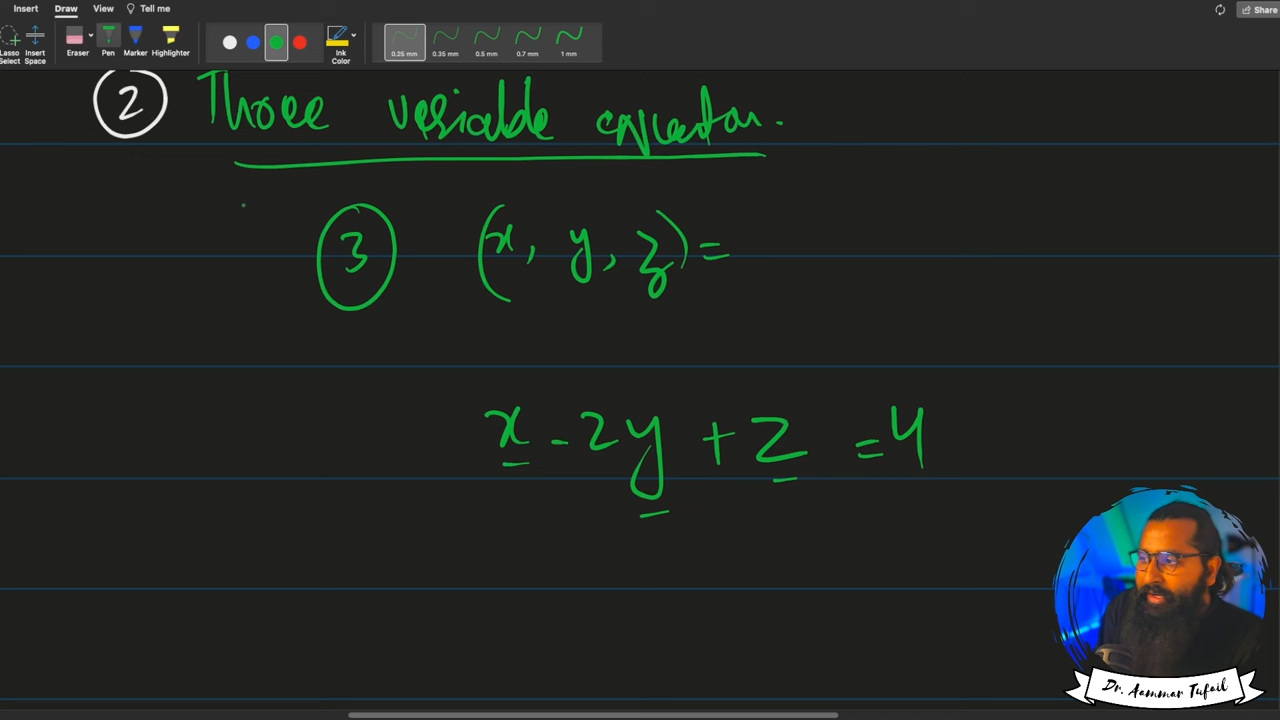 Insert Draw View Tell me Share
Lasso Select Insert Space Eraser Pen Marker Highlighter Ink Color 0.25 mm 0.35 mm 0.5 mm 0.7 mm 1 mm
② Three variable equation.
③ (x, y, z) =
x - 2y + z = 4
Dr. Aammar Tufail